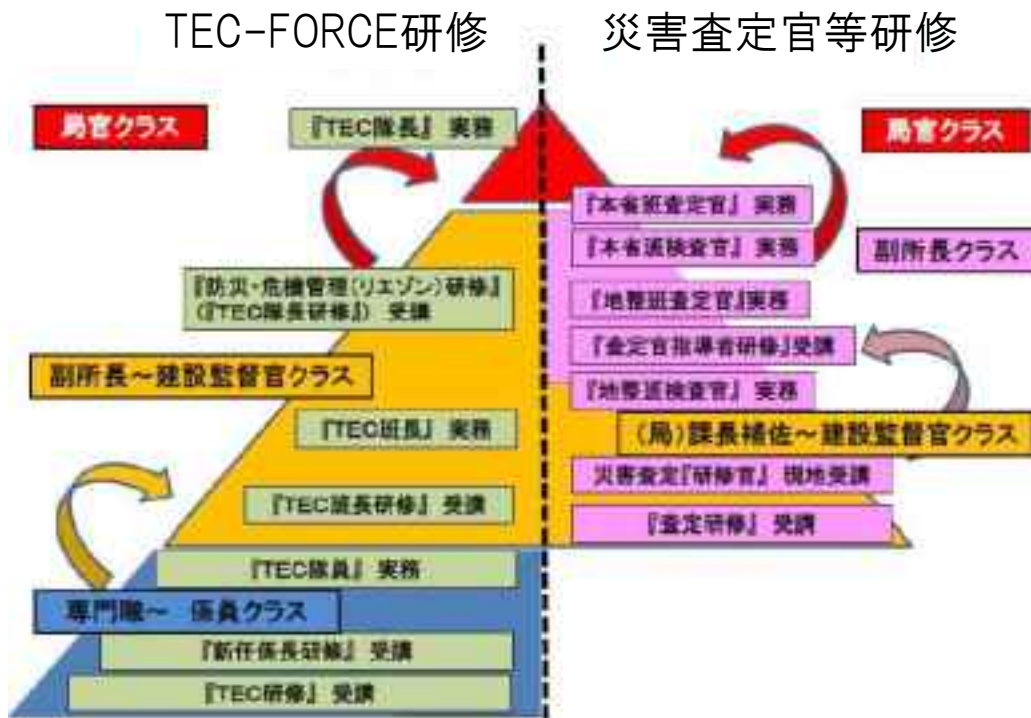 TEC-FORCE研修
災害査定官等研修
局官クラス
『TEC隊長』 実務
『防災・危機管理(リエゾン)研修』
(『TEC隊長研修』) 受講
副所長～建設監督官クラス
『TEC班長』 実務
『TEC班長研修』 受講
『TEC隊員』 実務
専門職～ 係員クラス
『新任係長研修』 受講
『TEC研修』 受講
局官クラス
『本省班査定官』 実務
『本省班検査官』 実務
副所長クラス
『地整班査定官』実務
『査定官指導官研修』受講
『地整班検査官』 実務
(局)課長補佐～建設監督官クラス
災害査定『研修官』 現地受講
『査定研修』 受講